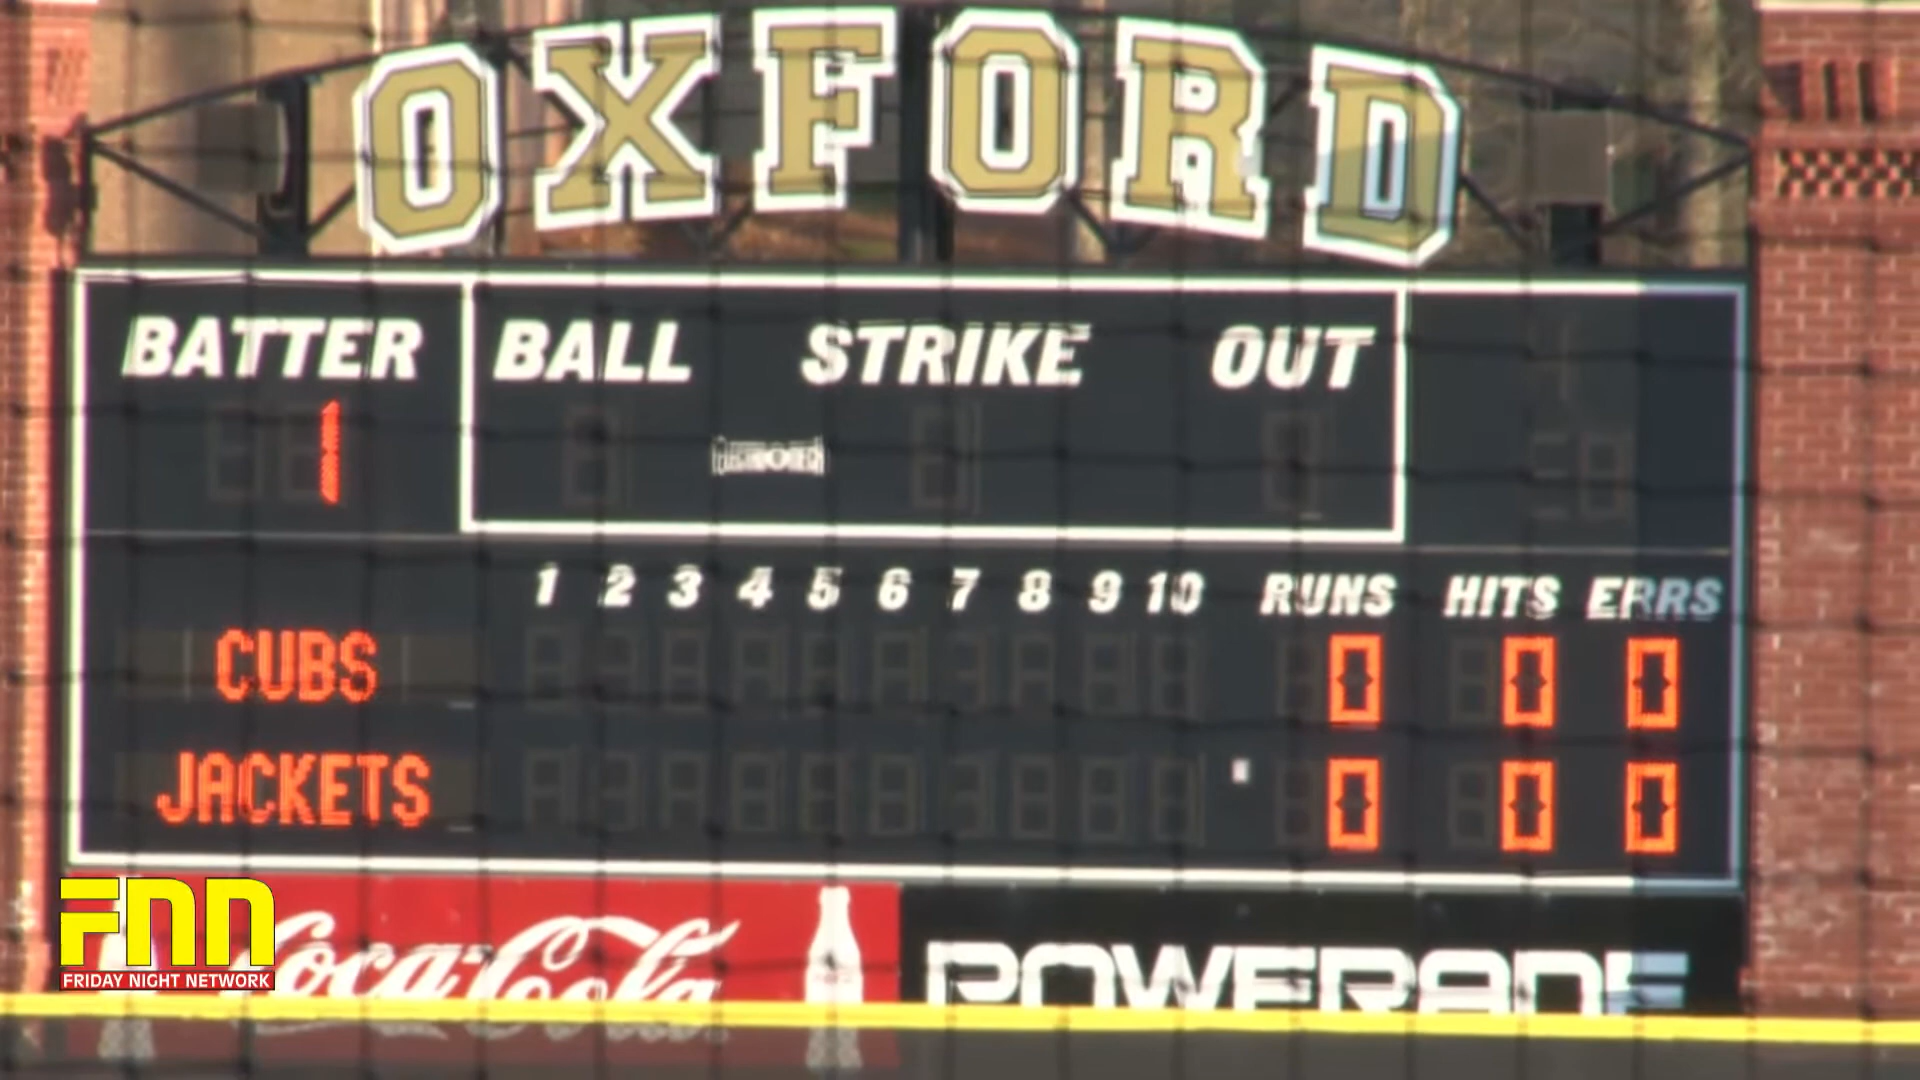 OXFORD
BATTER BALL STRIKE OUT
1
1 2 3 4 5 6 7 8 9 10 RUNS HITS ERRS
CUBS 0 0 0
JACKETS 0 0 0
FNN
FRIDAY NIGHT NETWORK
Coca-Cola
POWERADE